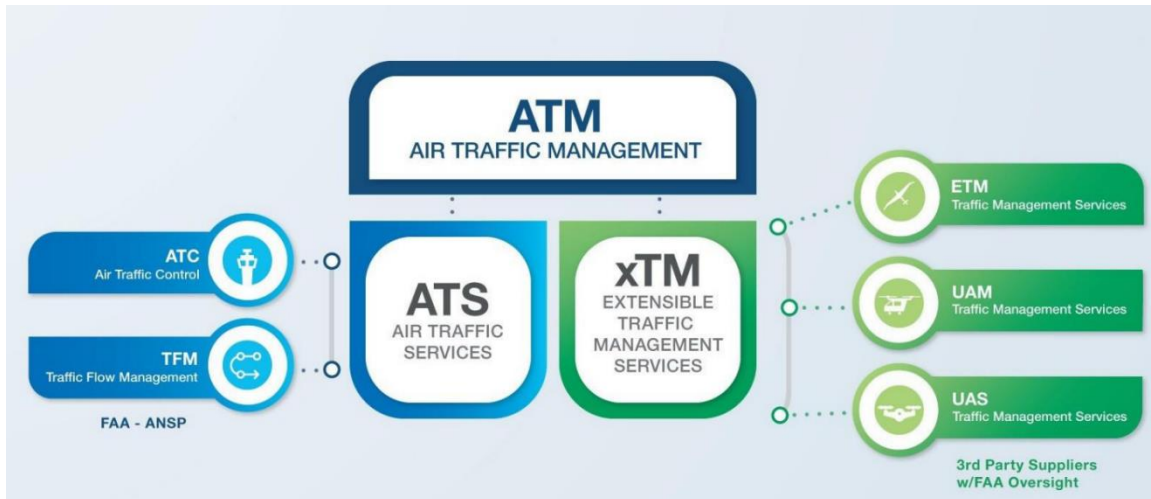 ATM
AIR TRAFFIC MANAGEMENT
ATC
Air Traffic Control
TFM
Traffic Flow Management
FAA - ANSP
ATS
AIR TRAFFIC
SERVICES
xTM
EXTENSIBLE
TRAFFIC
MANAGEMENT
SERVICES
ETM
Traffic Management Services
UAM
Traffic Management Services
UAS
Traffic Management Services
3rd Party Suppliers
w/FAA Oversight